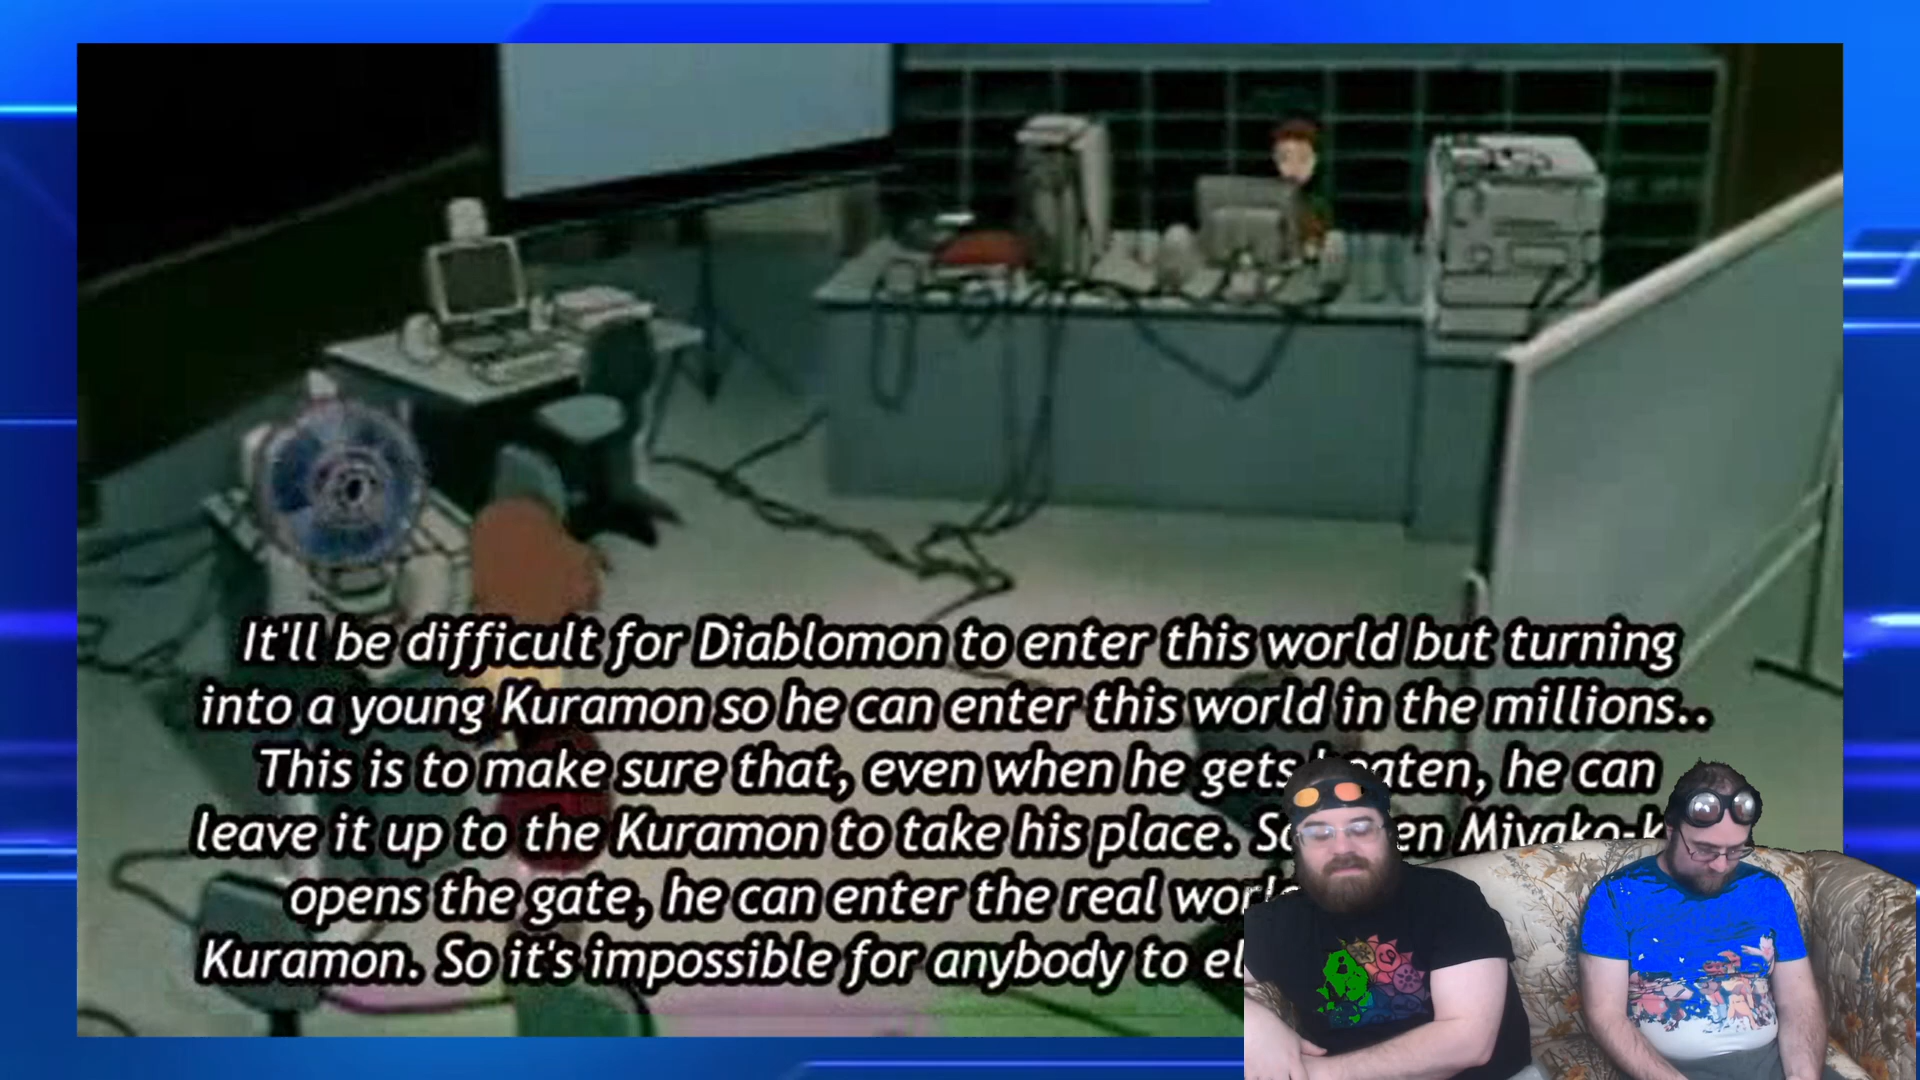 It'll be difficult for Diablomon to enter this world but turning
into a young Kuramon so he can enter this world in the millions..
This is to make sure that, even when he gets
he can
leave it up to the Kuramon to take his place.
opens the gate, he can enter the real
Kuramon. So it's impossible for anybody to